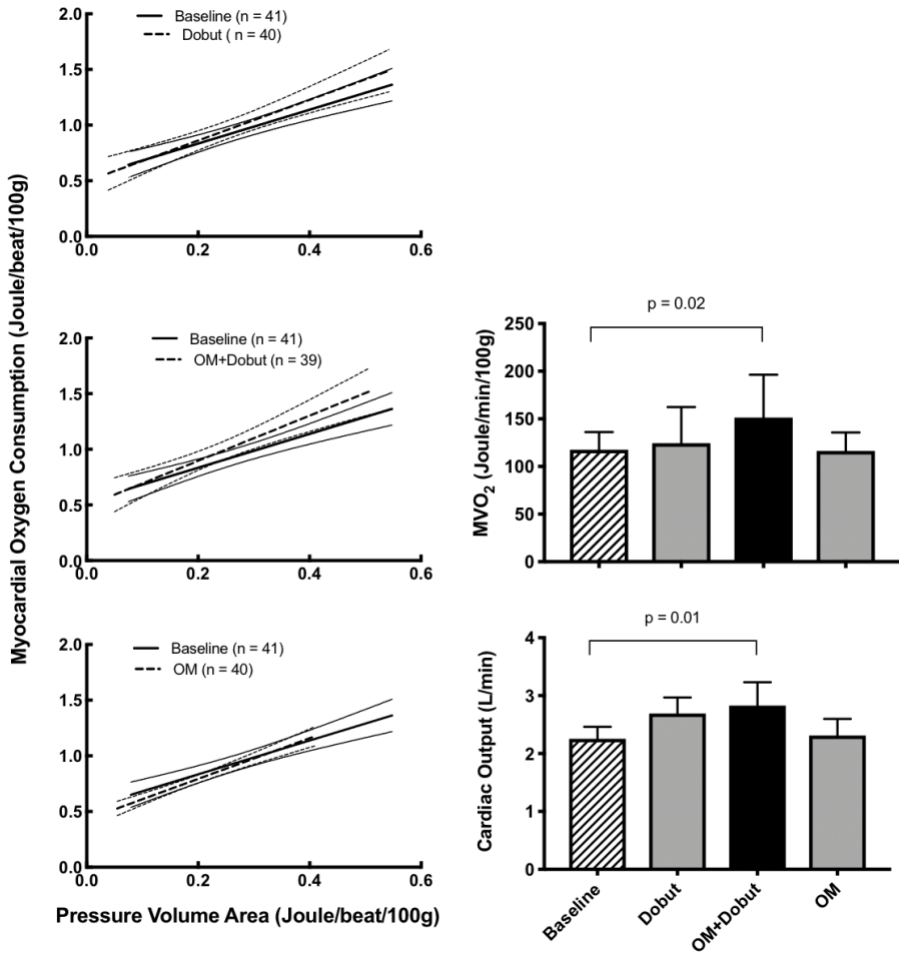 Myocardial Oxygen Consumption (Joule/beat/100g)
2.0
1.5
1.0
0.5
0.0
0.0 0.2 0.4 0.6
Baseline (n = 41)
Dobut ( n = 40)
2.0
1.5
1.0
0.5
0.0
0.0 0.2 0.4 0.6
Baseline (n = 41)
OM+Dobut (n = 39)
2.0
1.5
1.0
0.5
0.0
0.0 0.2 0.4 0.6
Baseline (n = 41)
OM (n = 40)
Pressure Volume Area (Joule/beat/100g)
p = 0.02
MVO₂ (Joule/min/100g)
250
200
150
100
50
0
p = 0.01
Cardiac Output (L/min)
4
3
2
1
0
Baseline
Dobut
OM+Dobut
OM